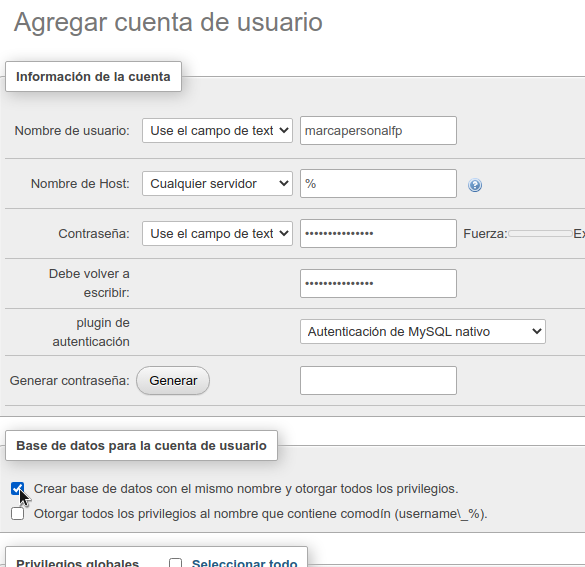 Agregar cuenta de usuario
Información de la cuenta
Nombre de usuario: Use el campo de text marcapersonalfp
Nombre de Host: Cualquier servidor %
Contraseña: Use el campo de text ••••••••••••••• Fuerza: Ex
Debe volver a
escribir: •••••••••••••••
plugin de
autenticación Autenticación de MySQL nativo
Generar contraseña: Generar
Base de datos para la cuenta de usuario
Crear base de datos con el mismo nombre y otorgar todos los privilegios.
Otorgar todos los privilegios al nombre que contiene comodín (username\_%).
Privilegios globales Seleccionar todo